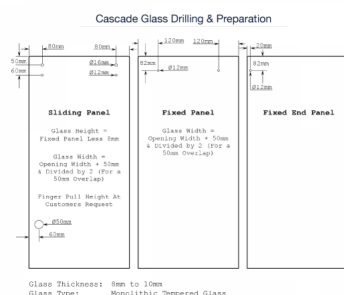 Cascade Glass Drilling & Preparation
80mm
80mm
120mm
120mm
20mm
50mm
Ø16mm
82mm
82mm
60mm
Ø12mm
Ø12mm
Ø12mm
Sliding Panel
Fixed Panel
Fixed End Panel
Glass Height =
Fixed Panel Less 8mm
Glass Width =
Opening Width + 50mm
& Divided by 2 (For a
50mm Overlap)
Glass Width =
Opening Width + 50mm
& Divided by 2 (For a
50mm Overlap)
Finger Pull Height At
Customers Request
Ø50mm
60mm
Glass Thickness: 8mm to 10mm
Glass Type: Monolithic Tempered Glass